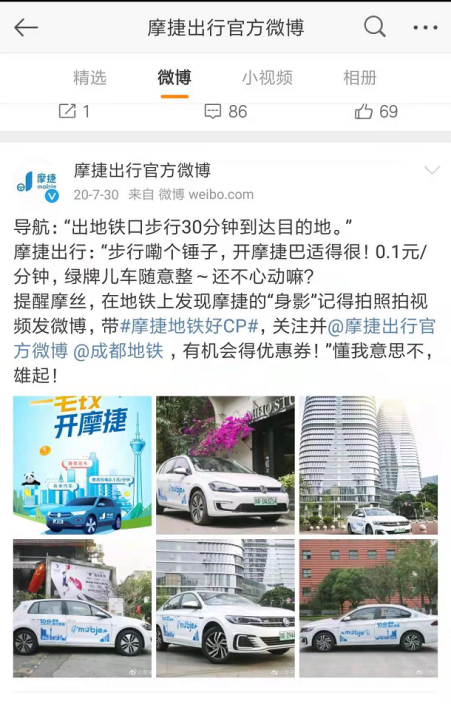 摩捷出行官方微博
精选 微博 小视频 相册
1 86 69
摩捷
mobje
摩捷出行官方微博
20-7-30 来自 微博 weibo.com
导航：“出地铁口步行30分钟到达目的地。”
摩捷出行：“步行嘞个锤子，开摩捷巴适得很！0.1元/
分钟，绿牌儿车随意整～还不心动嘛？
提醒摩丝，在地铁上发现摩捷的“身影”记得拍照拍视
频发微博，带#摩捷地铁好CP#，关注并@摩捷出行官
方微博 @成都地铁 ，有机会得优惠券！”懂我意思不，
雄起！
一毛钱
开摩捷
mobje
mobje